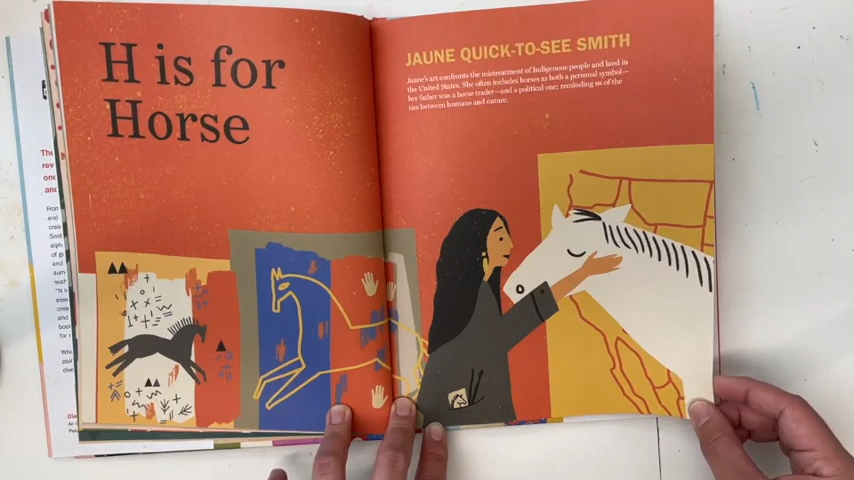 H is for
Horse
JAUNE QUICK-TO-SEE SMITH
Jaune's art confronts the mistreatment of Indigenous people and land in
the United States. She often includes horses as both a personal symbol—
her father was a horse trader—and a political one: reminding us of the
ties between humans and nature.